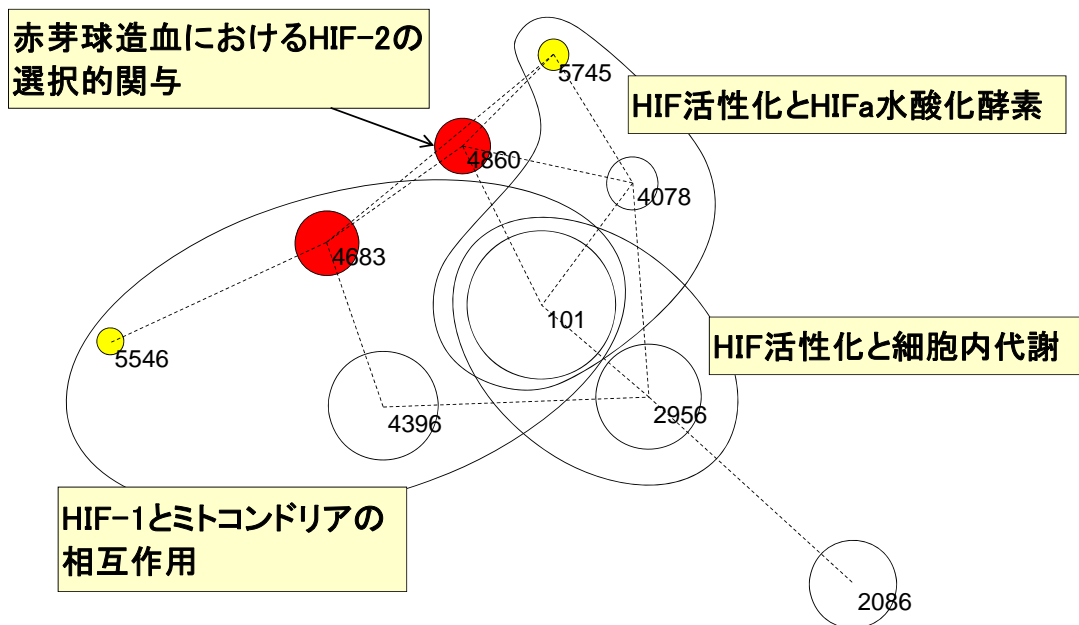 赤芽球造血におけるHIF-2の
選択的関与
5745
HIF活性化とHIFa水酸化酵素
4860
4078
4683
101
HIF活性化と細胞内代謝
5546
4396
2956
HIF-1とミトコンドリアの
相互作用
2086